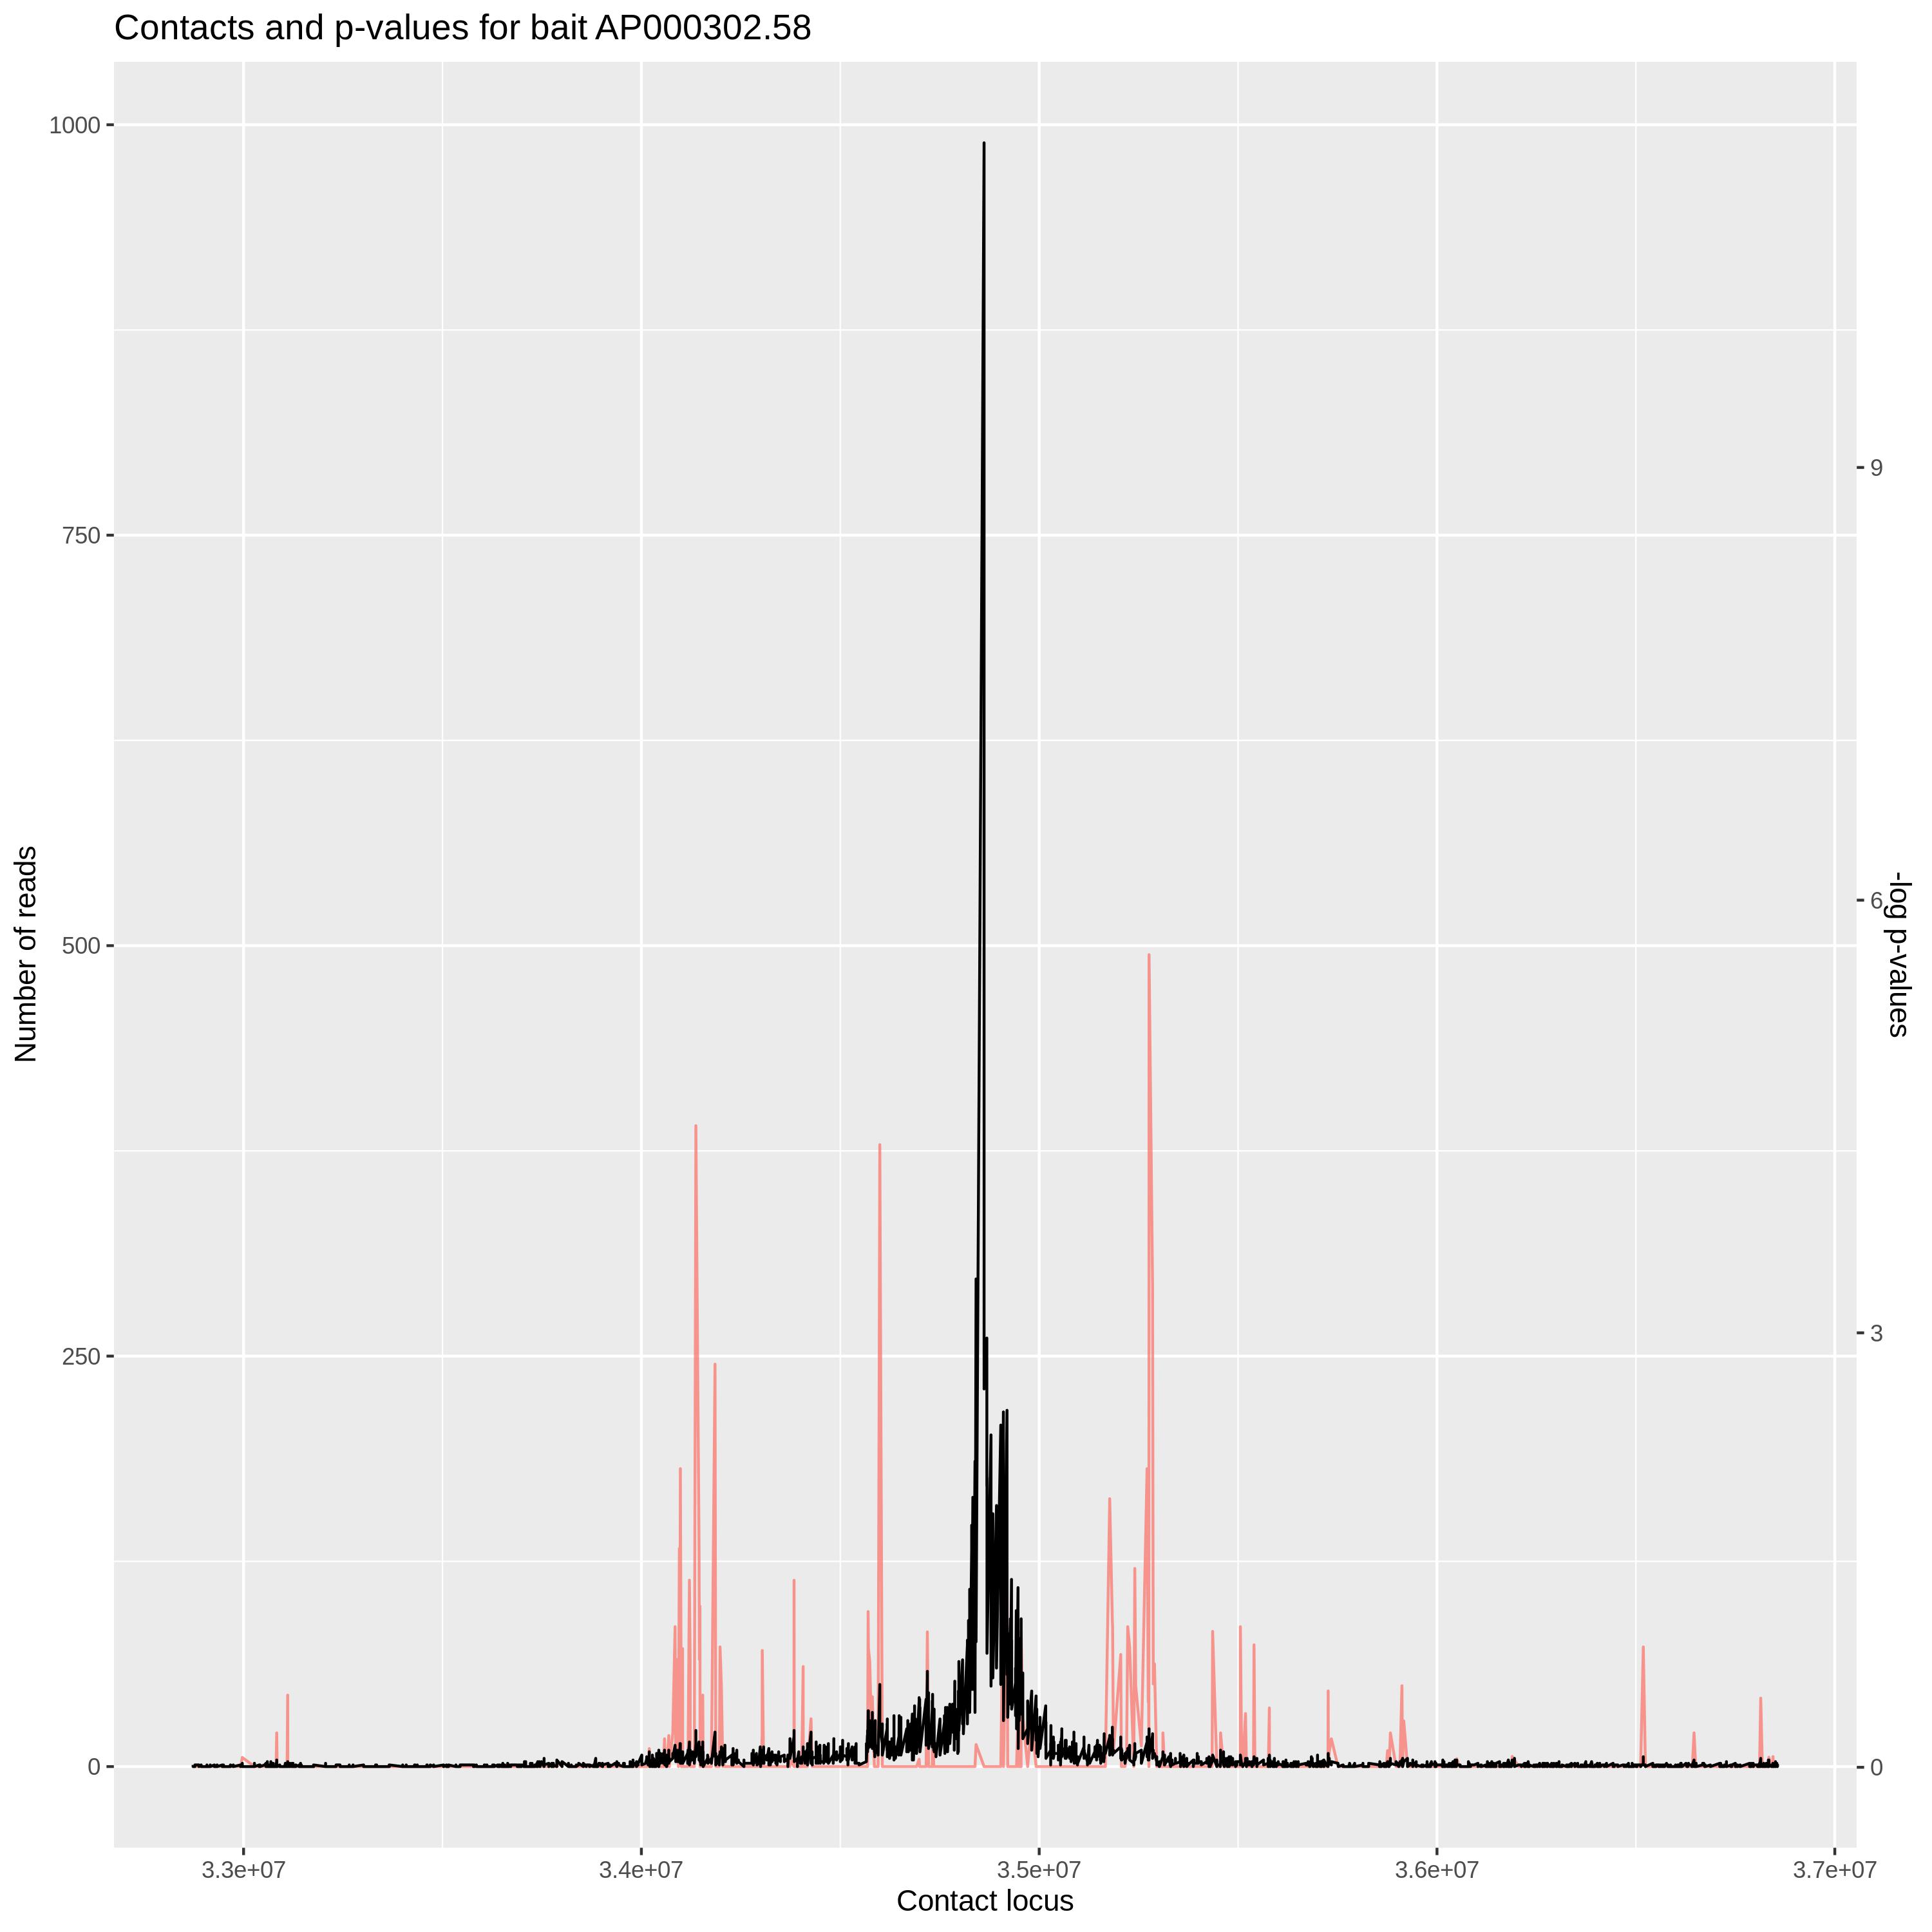 Contacts and p-values for bait AP000302.58
1000
750
500
250
0
Number of reads
9
6
3
0
-log p-values
3.3e+07
3.4e+07
3.5e+07
3.6e+07
3.7e+07
Contact locus